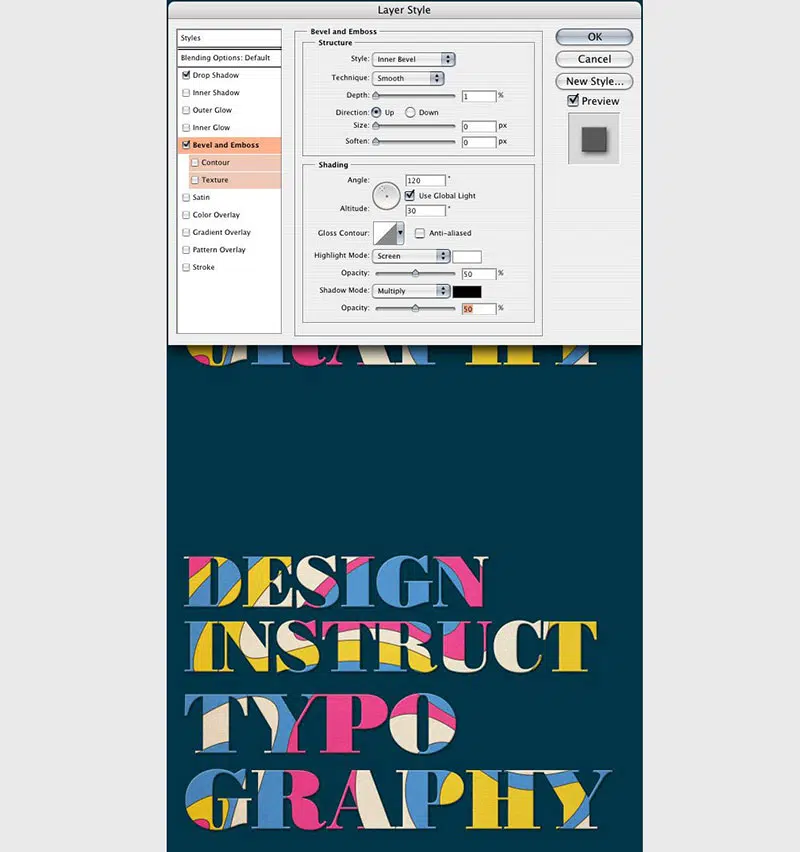 Layer Style
Styles
Blending Options: Default
Drop Shadow
Inner Shadow
Outer Glow
Inner Glow
Bevel and Emboss
Contour
Texture
Satin
Color Overlay
Gradient Overlay
Pattern Overlay
Stroke
Bevel and Emboss
Structure
Style: Inner Bevel
Technique: Smooth
Depth: 1 %
Direction: Up Down
Size: 0 px
Soften: 0 px
Shading
Angle: 120 °
Use Global Light
Altitude: 30 °
Gloss Contour: Anti-aliased
Highlight Mode: Screen
Opacity: 50 %
Shadow Mode: Multiply
Opacity: 50 %
OK
Cancel
New Style...
Preview
GRAPHY
DESIGN
INSTRUCT
TYPO
GRAPHY